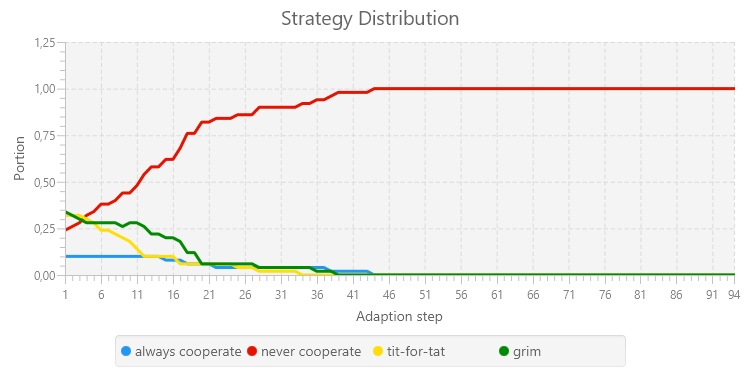 Strategy Distribution
1,25
1,00
0,75
0,50
0,25
0,00
Portion
1 6 11 16 21 26 31 36 41 46 51 56 61 66 71 76 81 86 91 94
Adaption step
always cooperate never cooperate tit-for-tat grim